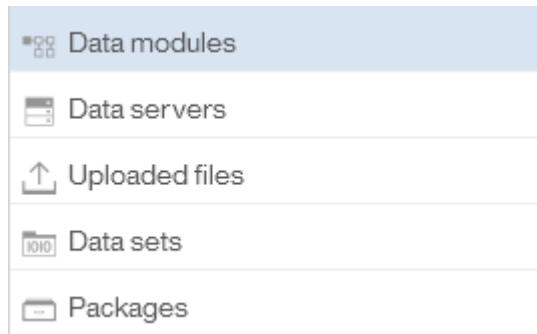 Data modules
Data servers
Uploaded files
Data sets
Packages